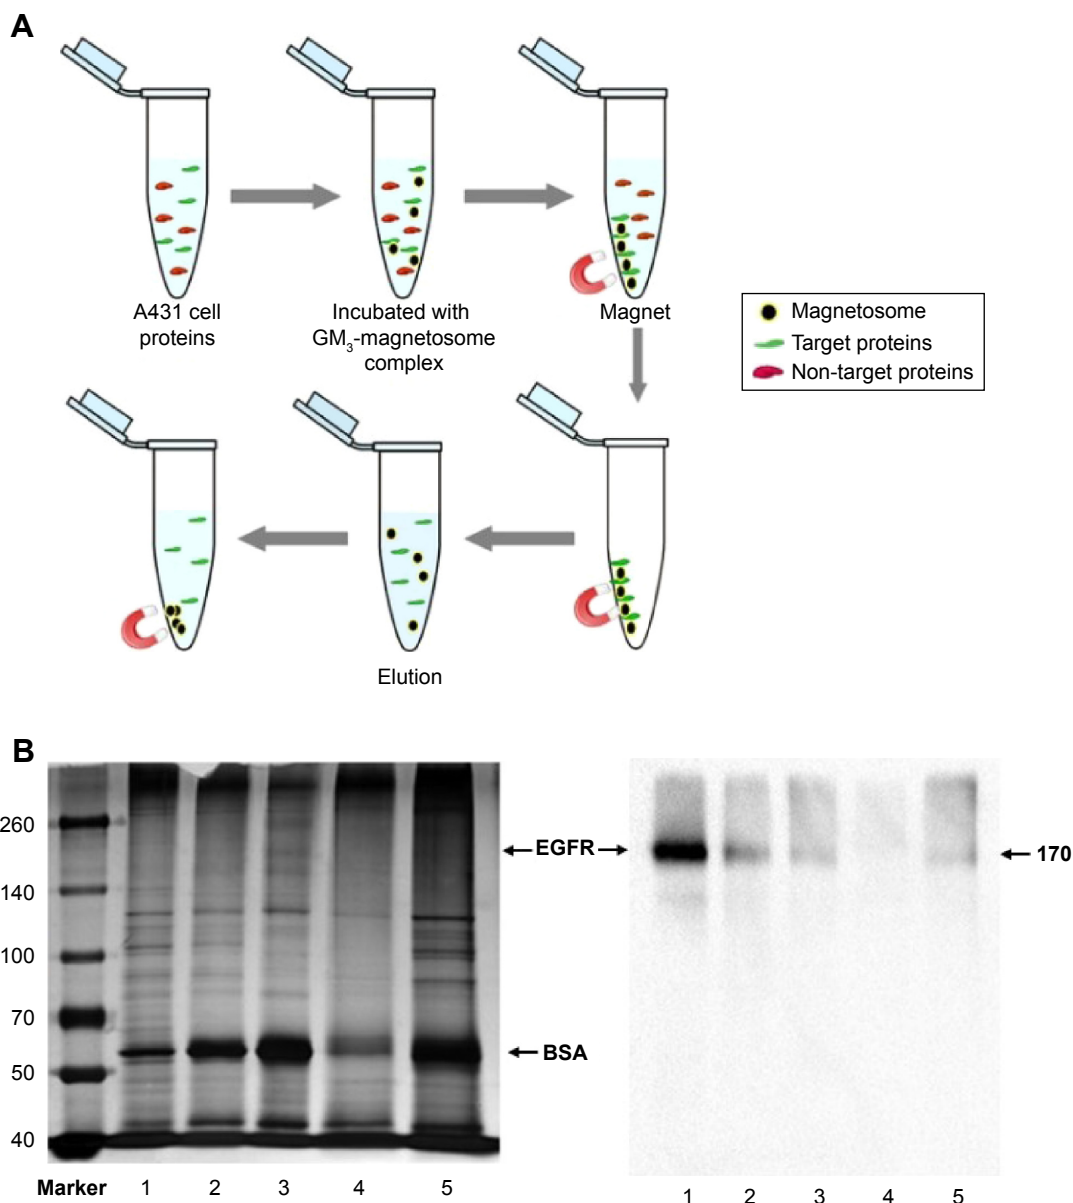 A
A431 cell
proteins
Incubated with
GM3-magnetosome
complex
Magnet
Magnetosome
Target proteins
Non-target proteins
Elution
B
260
140
100
70
50
40
EGFR
BSA
170
Marker 1 2 3 4 5
1 2 3 4 5